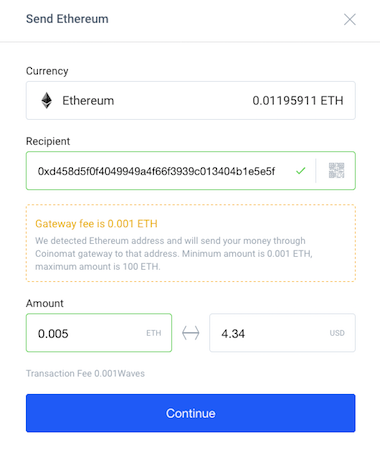 Send Ethereum
Currency
Ethereum 0.01195911 ETH
Recipient
0xd458d5f0f4049949a4f66f3939c013404b1e5e5f
Gateway fee is 0.001 ETH
We detected Ethereum address and will send your money through
Coinomat gateway to that address. Minimum amount is 0.001 ETH,
maximum amount is 100 ETH.
Amount
0.005 ETH 4.34 USD
Transaction Fee 0.001Waves
Continue